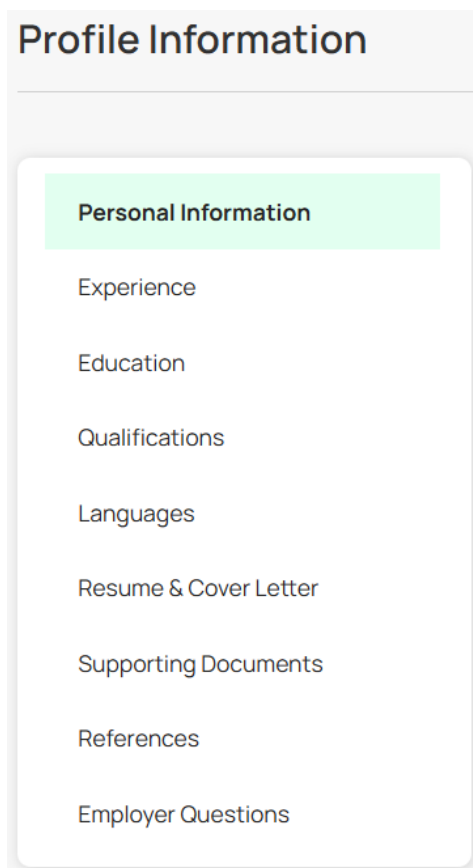 Profile Information
Personal Information
Experience
Education
Qualifications
Languages
Resume & Cover Letter
Supporting Documents
References
Employer Questions